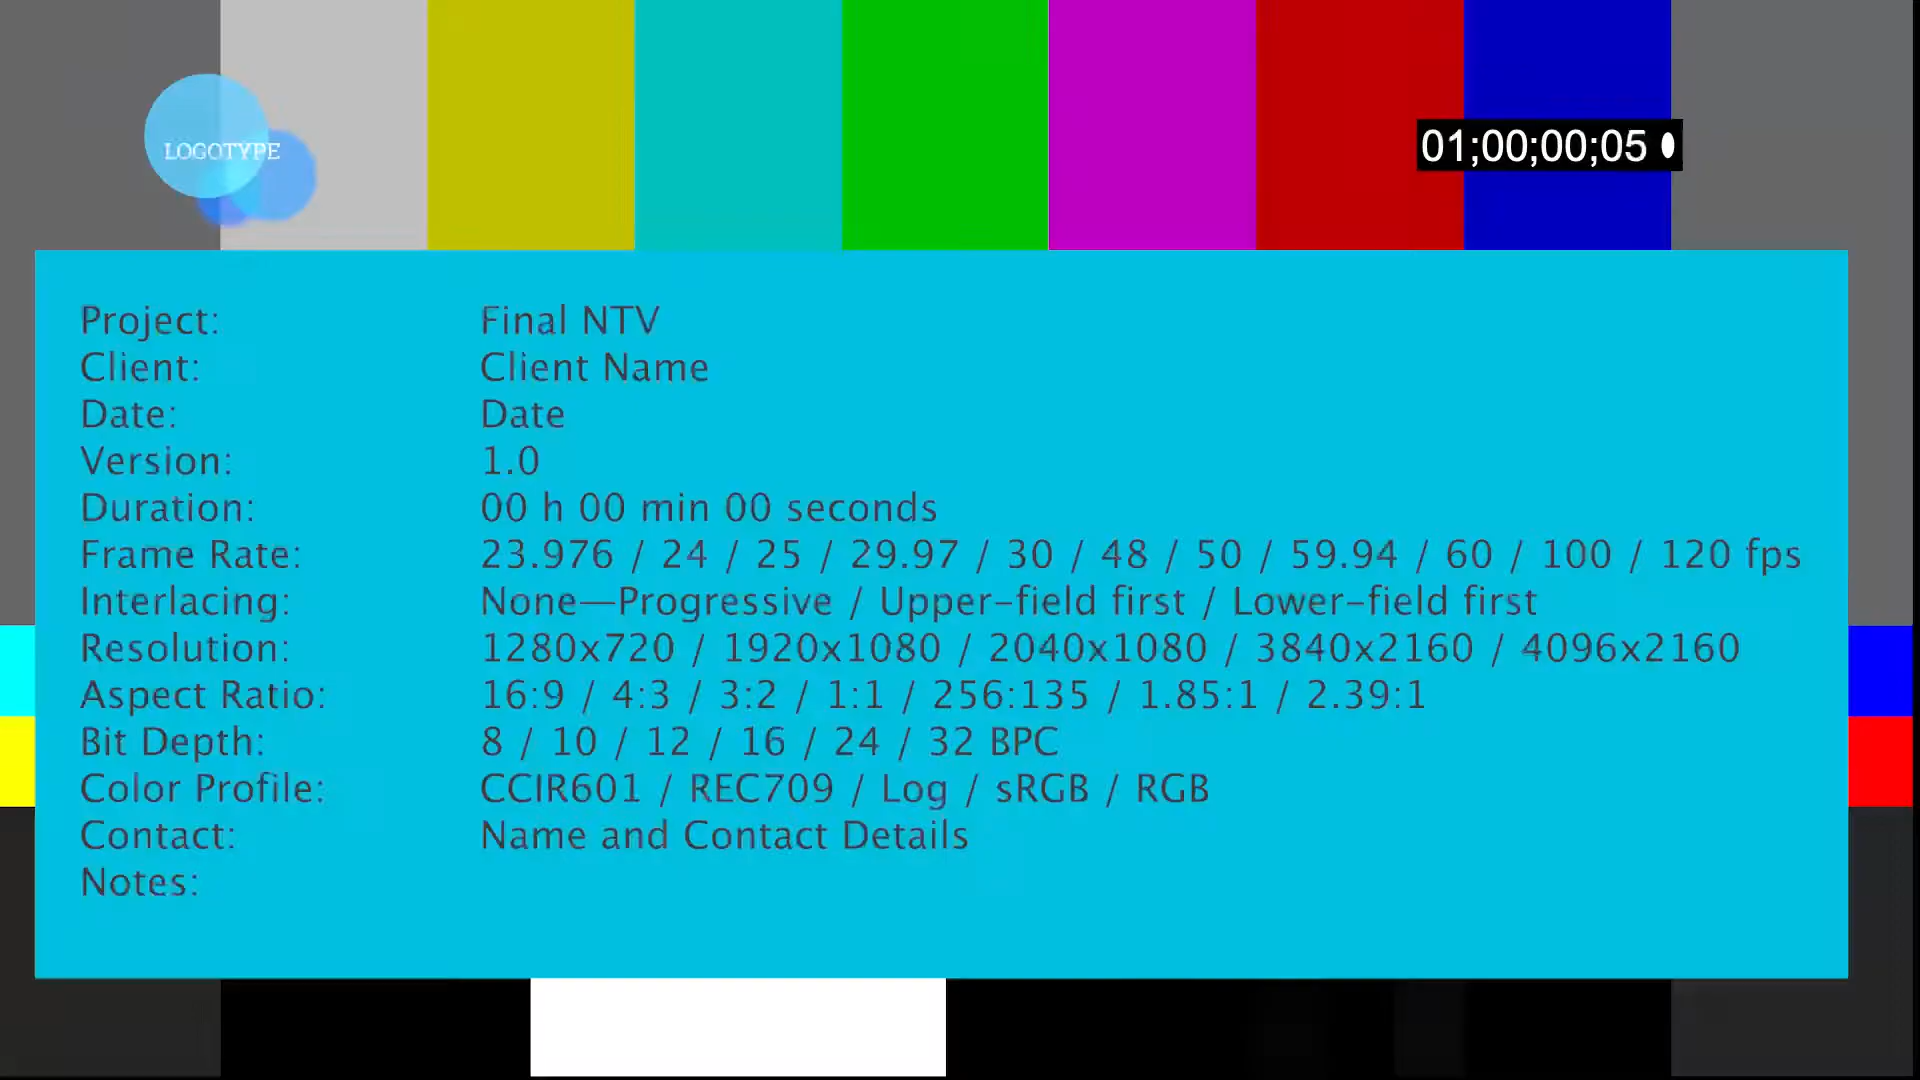 LOGOTYPE
01;00;00;05
Project: Final NTV
Client: Client Name
Date: Date
Version: 1.0
Duration: 00 h 00 min 00 seconds
Frame Rate: 23.976 / 24 / 25 / 29.97 / 30 / 48 / 50 / 59.94 / 60 / 100 / 120 fps
Interlacing: None—Progressive / Upper-field first / Lower-field first
Resolution: 1280x720 / 1920x1080 / 2040x1080 / 3840x2160 / 4096x2160
Aspect Ratio: 16:9 / 4:3 / 3:2 / 1:1 / 256:135 / 1.85:1 / 2.39:1
Bit Depth: 8 / 10 / 12 / 16 / 24 / 32 BPC
Color Profile: CCIR601 / REC709 / Log / sRGB / RGB
Contact: Name and Contact Details
Notes: